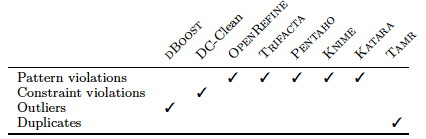 DBOOST DC-Clean OPENREFINE TRIFACTA PENTAHO KNIME KATARA TAMR
Pattern violations ✓ ✓ ✓ ✓ ✓
Constraint violations ✓
Outliers ✓
Duplicates ✓